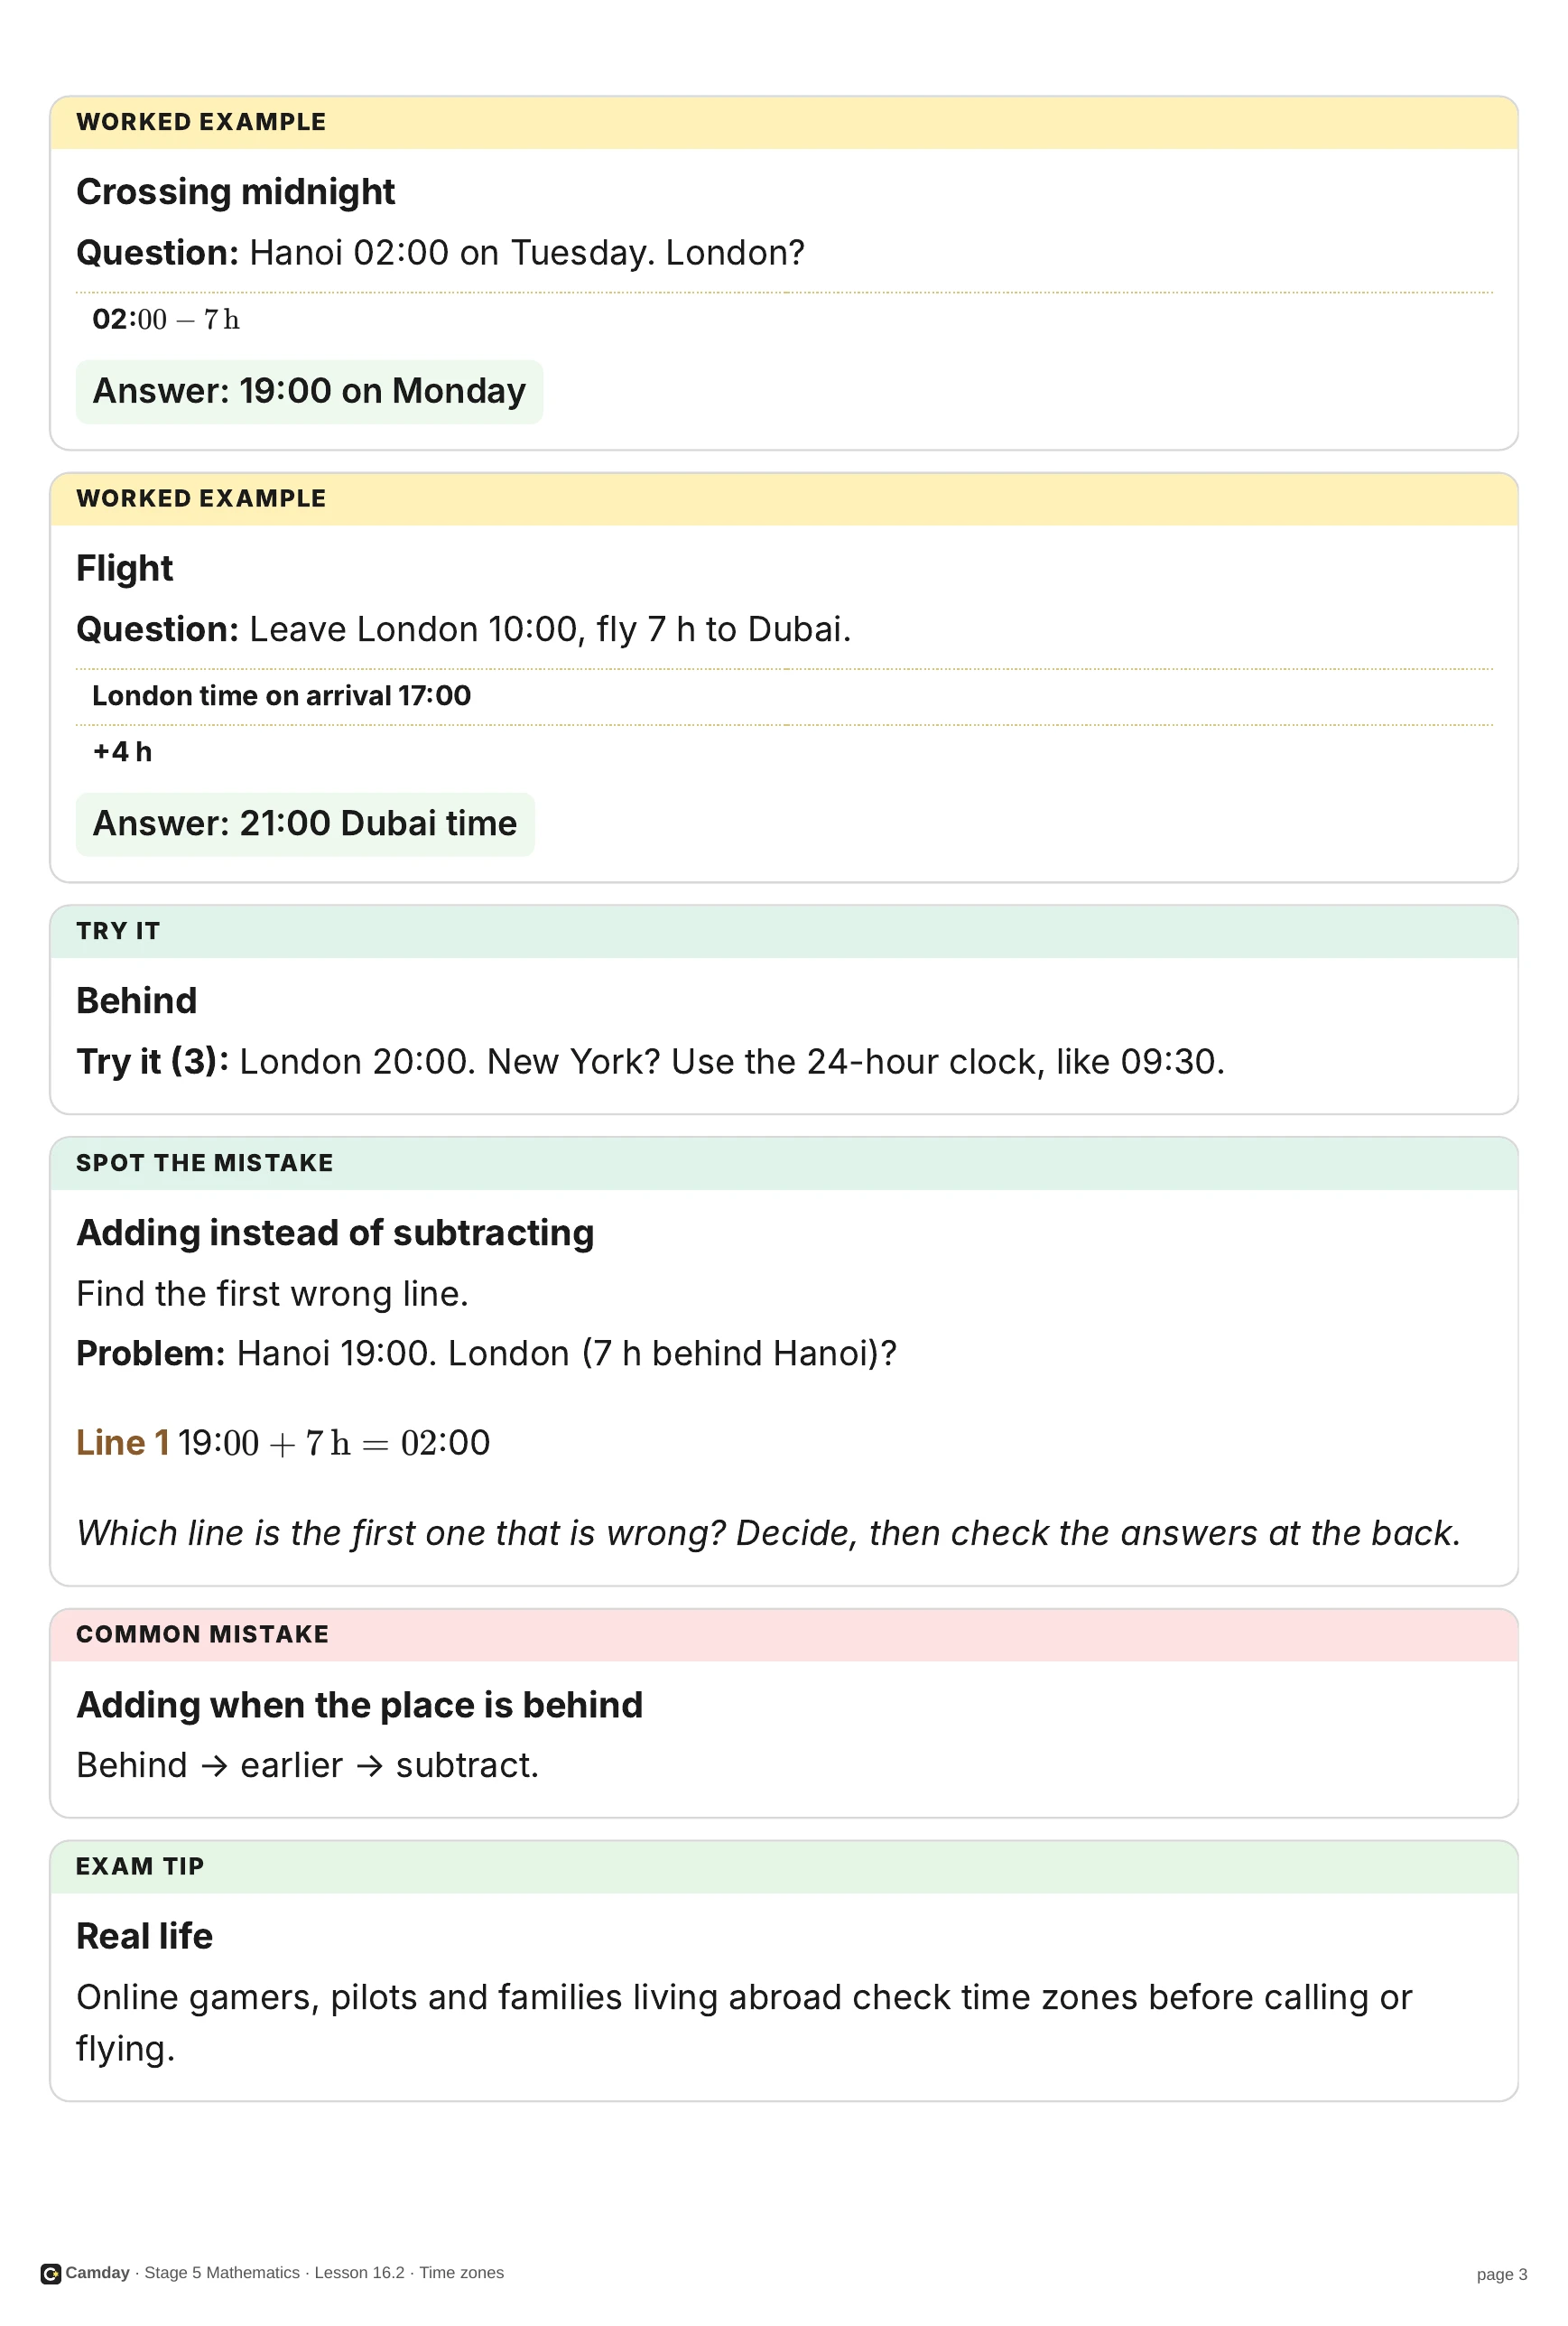 WORKED EXAMPLE
Crossing midnight
Question: Hanoi 02:00 on Tuesday. London?
02:00 − 7 h
Answer: 19:00 on Monday
WORKED EXAMPLE
Flight
Question: Leave London 10:00, fly 7 h to Dubai.
London time on arrival 17:00
+4 h
Answer: 21:00 Dubai time
TRY IT
Behind
Try it (3): London 20:00. New York? Use the 24-hour clock, like 09:30.
SPOT THE MISTAKE
Adding instead of subtracting
Find the first wrong line.
Problem: Hanoi 19:00. London (7 h behind Hanoi)?
Line 1 19:00 + 7 h = 02:00
Which line is the first one that is wrong? Decide, then check the answers at the back.
COMMON MISTAKE
Adding when the place is behind
Behind → earlier → subtract.
EXAM TIP
Real life
Online gamers, pilots and families living abroad check time zones before calling or
flying.
Camday · Stage 5 Mathematics · Lesson 16.2 · Time zones
page 3